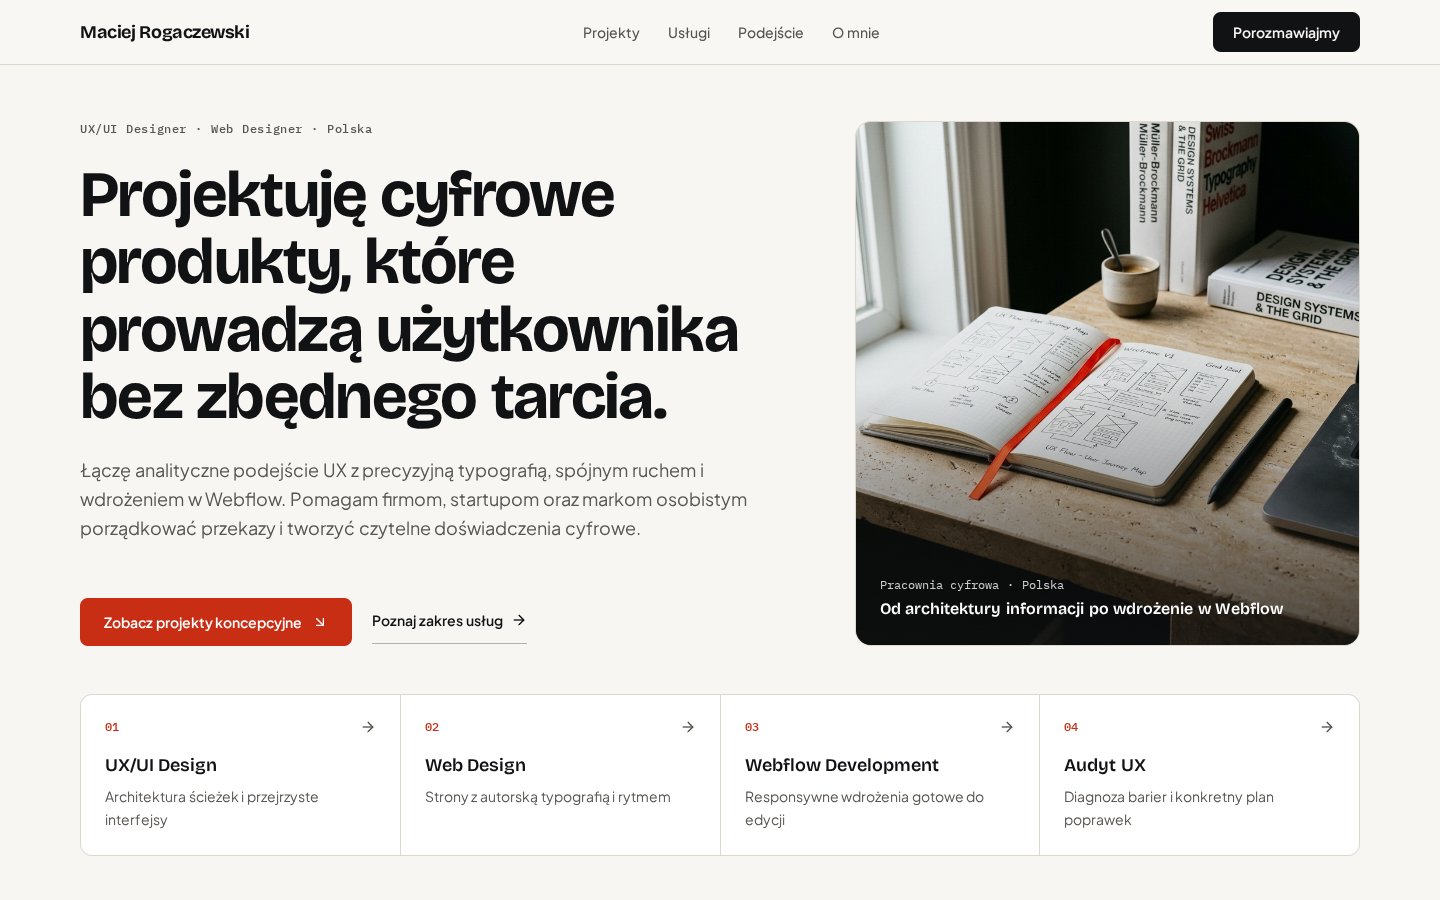 Maciej Rogaczewski
Projekty
Usługi
Podejście
O mnie
Porozmawiajmy
UX/UI Designer · Web Designer · Polska
Projektuję cyfrowe
produkty, które
prowadzą użytkownika
bez zbędnego tarcia.
Łączę analityczne podejście UX z precyzyjną typografią, spójnym ruchem i
wdrożeniem w Webflow. Pomagam firmom, startupom oraz markom osobistym
porządkować przekazy i tworzyć czytelne doświadczenia cyfrowe.
Zobacz projekty koncepcyjne
Poznaj zakres usług
Müller-Brockmann
Müller-Brockmann
DESIGN SYSTEMS
& THE GRID
Swiss
Brockmann
Typography
Helvetica
DESIGN
SYSTEMS
& THE GRID
DESIGN SYSTEMS
& THE GRID
UX Flow - User Journey Map
Wireframe V1
UX Flow - User Journey Map
Pracownia cyfrowa · Polska
Od architektury informacji po wdrożenie w Webflow
01
UX/UI Design
Architektura ścieżek i przejrzyste
interfejsy
02
Web Design
Strony z autorską typografią i rytmem
03
Webflow Development
Responsywne wdrożenia gotowe do
edycji
04
Audyt UX
Diagnoza barier i konkretny plan
poprawek